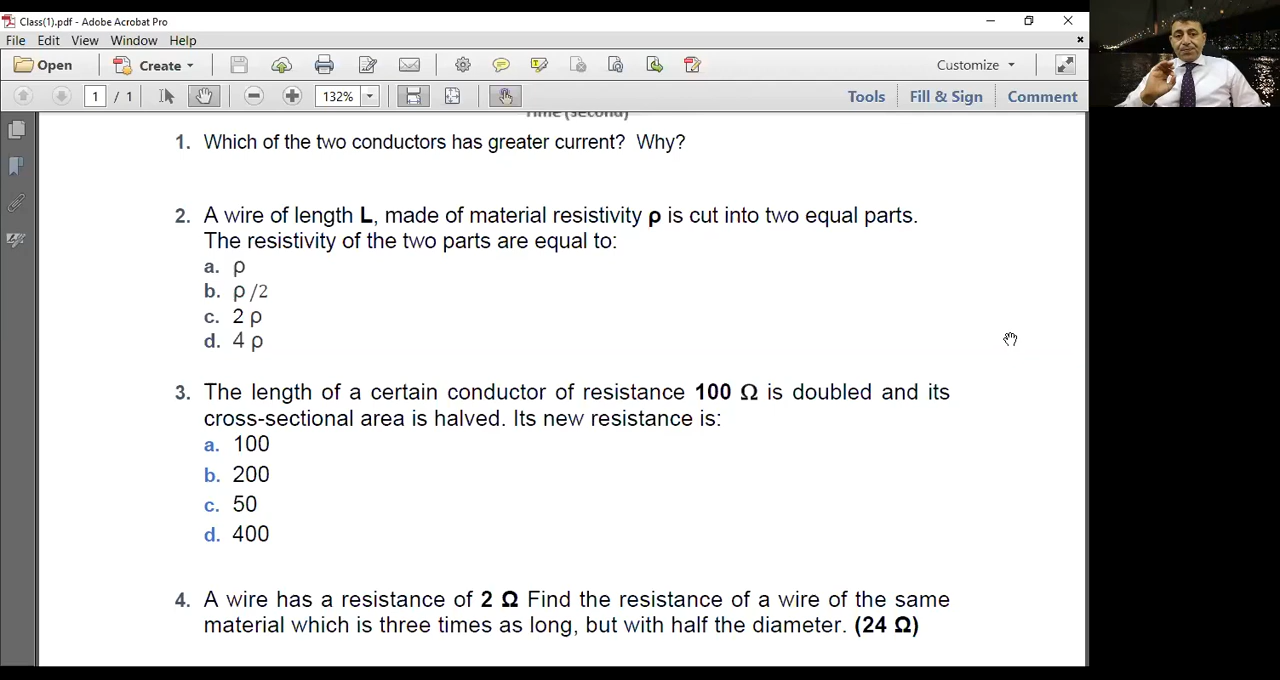 Class(1).pdf - Adobe Acrobat Pro
File Edit View Window Help
Open Create Customize
1 / 1 132% Tools Fill & Sign Comment
Time (second)
1. Which of the two conductors has greater current? Why?
2. A wire of length L, made of material resistivity ρ is cut into two equal parts.
The resistivity of the two parts are equal to:
a. ρ
b. ρ /2
c. 2 ρ
d. 4 ρ
3. The length of a certain conductor of resistance 100 Ω is doubled and its
cross-sectional area is halved. Its new resistance is:
a. 100
b. 200
c. 50
d. 400
4. A wire has a resistance of 2 Ω Find the resistance of a wire of the same
material which is three times as long, but with half the diameter. (24 Ω)